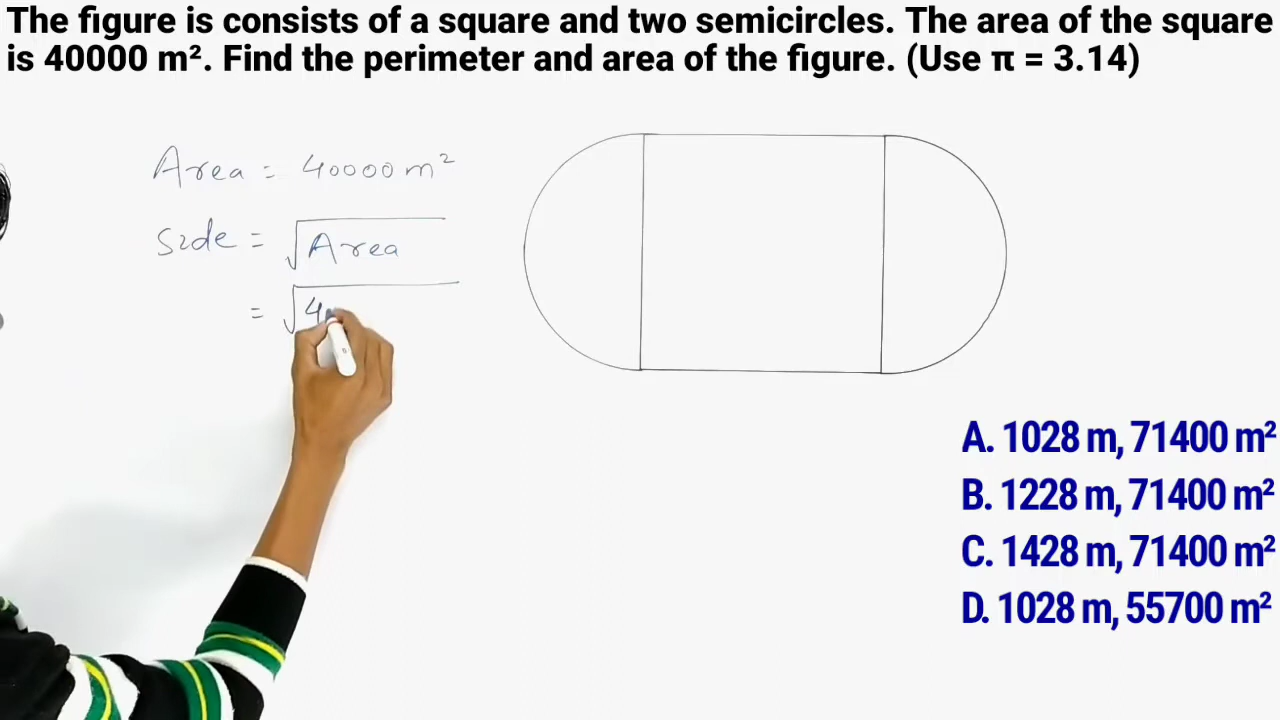 The figure is consists of a square and two semicircles. The area of the square
is 40000 m². Find the perimeter and area of the figure. (Use π = 3.14)
Area = 40000 m²
Side = √Area
= √4
A. 1028 m, 71400 m²
B. 1228 m, 71400 m²
C. 1428 m, 71400 m²
D. 1028 m, 55700 m²